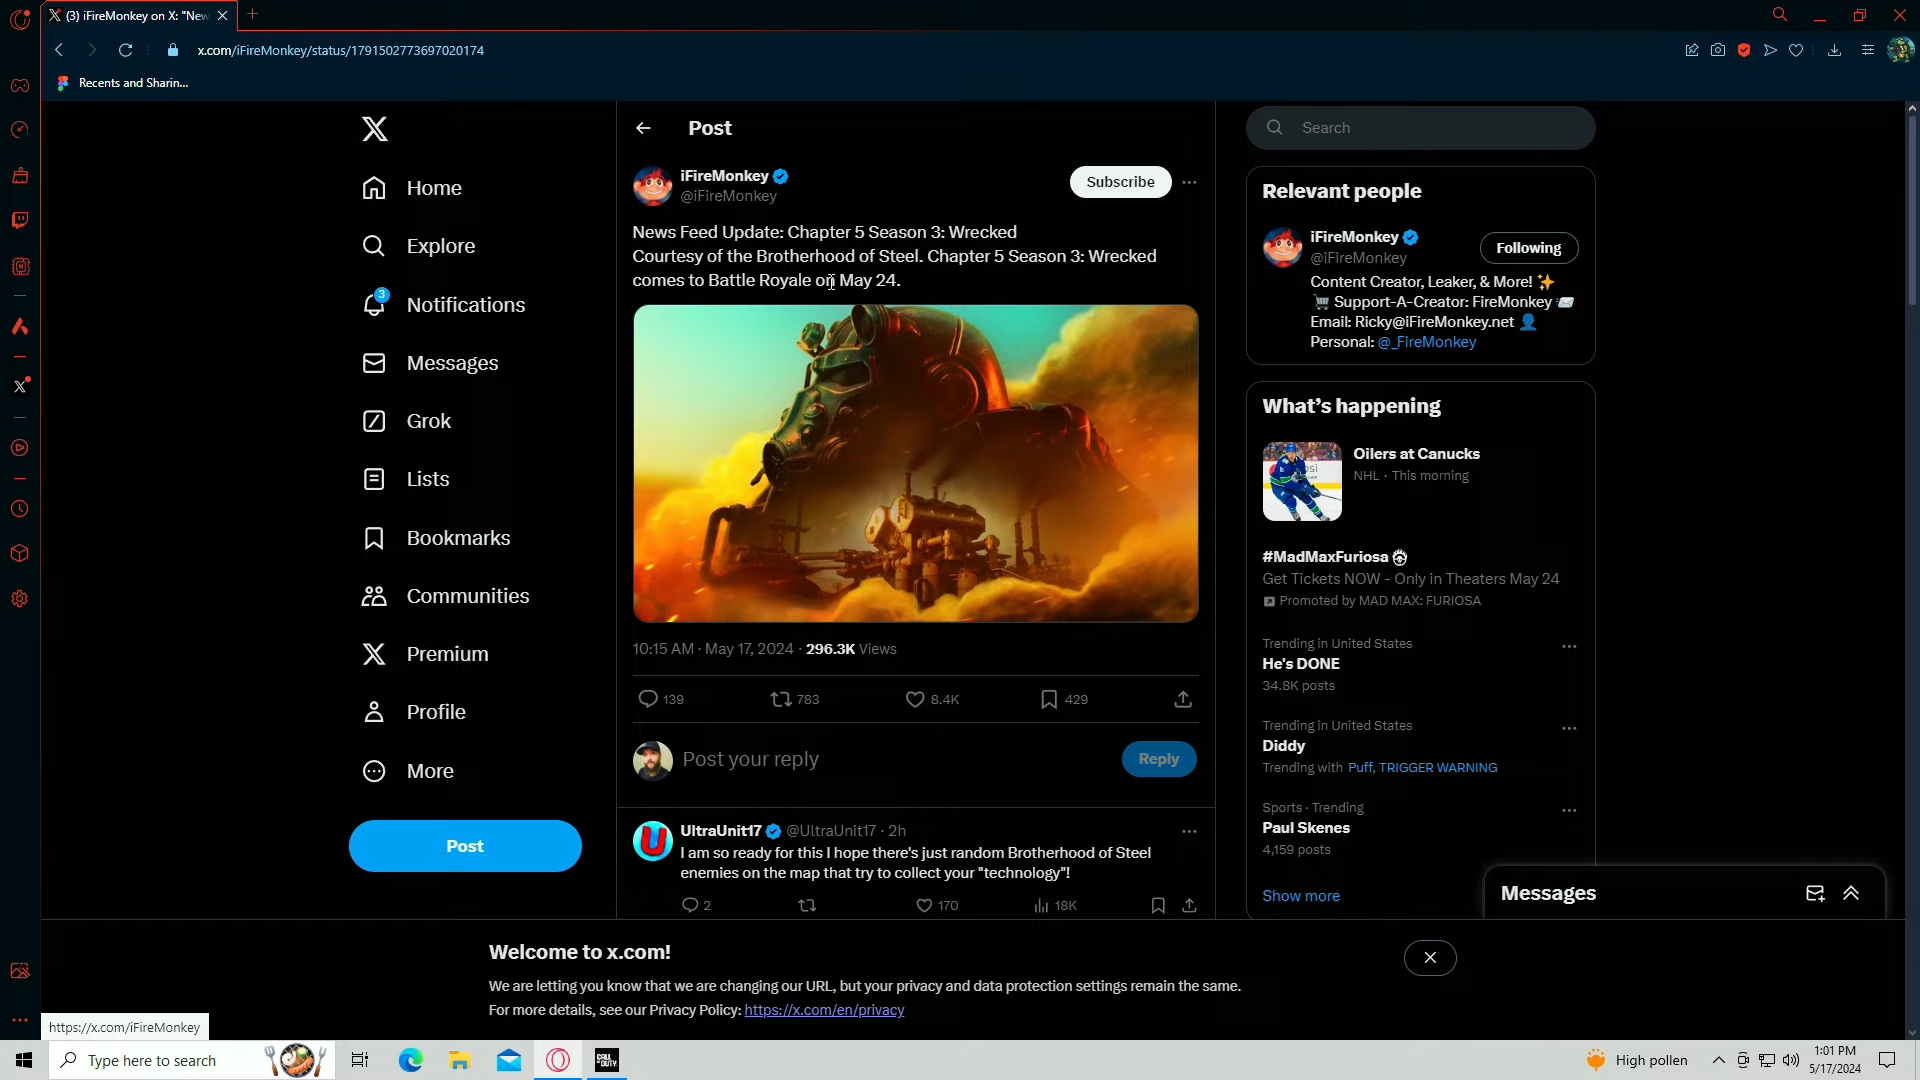 (3) iFireMonkey on X: "New
x.com/iFireMonkey/status/1791502773697020174
Recents and Sharin...
Home
Explore
3
Notifications
Messages
Grok
Lists
Bookmarks
Communities
Premium
Profile
More
Post
Post
iFireMonkey
@iFireMonkey
Subscribe
News Feed Update: Chapter 5 Season 3: Wrecked
Courtesy of the Brotherhood of Steel. Chapter 5 Season 3: Wrecked
comes to Battle Royale on May 24.
10:15 AM · May 17, 2024 · 296.3K Views
139
783
8.4K
429
Post your reply
Reply
UltraUnit17 @UltraUnit17 · 2h
I am so ready for this I hope there's just random Brotherhood of Steel
enemies on the map that try to collect your "technology"!
2
170
18K
Search
Relevant people
iFireMonkey
@iFireMonkey
Following
Content Creator, Leaker, & More! ✨
🛒 Support-A-Creator: FireMonkey 📨
Email: Ricky@iFireMonkey.net 👤
Personal: @_FireMonkey
What's happening
Oilers at Canucks
NHL · This morning
#MadMaxFuriosa
Get Tickets NOW - Only in Theaters May 24
Promoted by MAD MAX: FURIOSA
Trending in United States
He's DONE
34.8K posts
Trending in United States
Diddy
Trending with Puff, TRIGGER WARNING
Sports · Trending
Paul Skenes
4,159 posts
Show more
Messages
Welcome to x.com!
We are letting you know that we are changing our URL, but your privacy and data protection settings remain the same.
For more details, see our Privacy Policy: https://x.com/en/privacy
https://x.com/iFireMonkey
Type here to search
CALL OF DUTY
High pollen
1:01 PM
5/17/2024